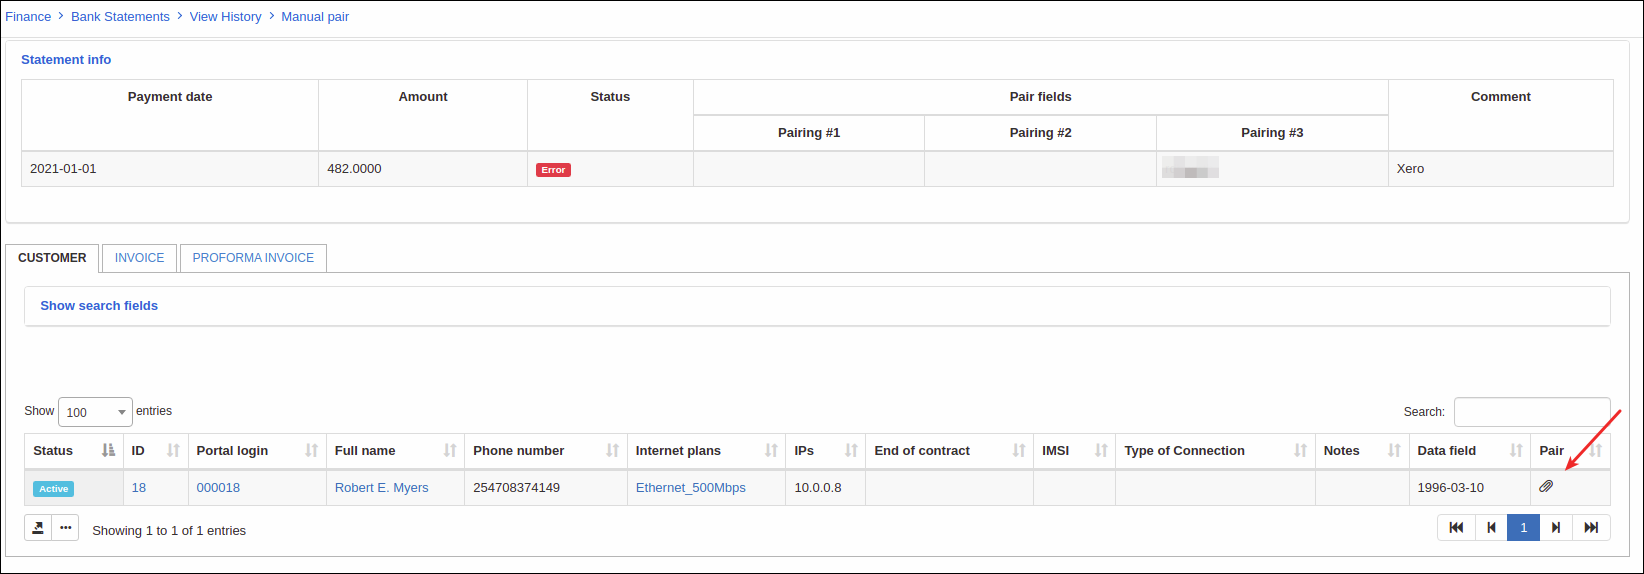 Finance > Bank Statements > View History > Manual pair
Statement info
Payment date Amount Status Pair fields Comment
Pairing #1 Pairing #2 Pairing #3
2021-01-01 482.0000 Error Xero
CUSTOMER INVOICE PROFORMA INVOICE
Show search fields
Show 100 entries Search:
Status ID Portal login Full name Phone number Internet plans IPs End of contract IMSI Type of Connection Notes Data field Pair
Active 18 000018 Robert E. Myers 254708374149 Ethernet_500Mbps 10.0.0.8 1996-03-10
Showing 1 to 1 of 1 entries 1